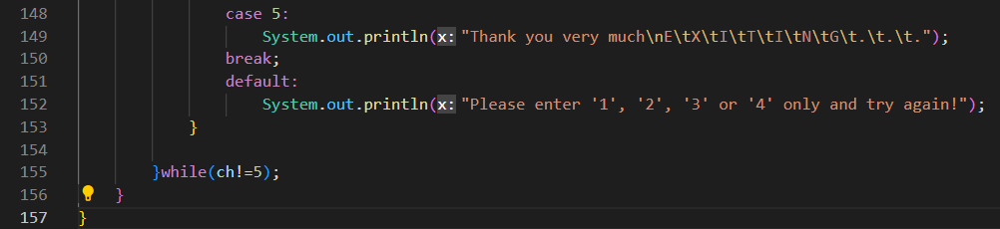 148 case 5:
149 System.out.println(x: "Thank you very much\nE\tX\tI\tT\tI\tN\tG\t.\t.\t.");
150 break;
151 default:
152 System.out.println(x: "Please enter '1', '2', '3' or '4' only and try again!");
153 }
154
155 }while(ch!=5);
156 }
157 }